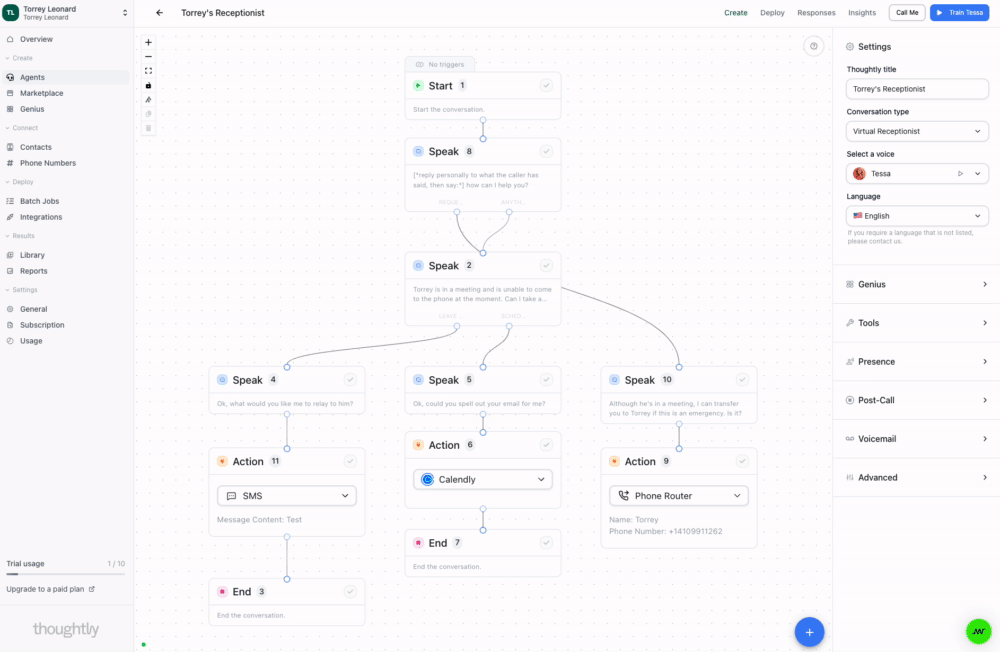 TL
Torrey Leonard
Torrey Leonard
Overview
Create
Agents
Marketplace
Genius
Connect
Contacts
Phone Numbers
Deploy
Batch Jobs
Integrations
Results
Library
Reports
Settings
General
Subscription
Usage
Trial usage 1 / 10
Upgrade to a paid plan
thoughtly
Torrey's Receptionist
Create Deploy Responses Insights Call Me Train Tessa
No triggers
Start 1
Start the conversation.
Speak 8
[*reply personally to what the caller has
said, then say:*] how can I help you?
REQUE... ANYTH...
Speak 2
Torrey is in a meeting and is unable to come
to the phone at the moment. Can I take a...
LEAVE... SCHED...
Speak 4
Ok, what would you like me to relay to him?
Speak 5
Ok, could you spell out your email for me?
Speak 10
Although he's in a meeting, I can transfer
you to Torrey if this is an emergency. Is it?
Action 11
SMS
Message Content: Test
Action 6
Calendly
Action 9
Phone Router
Name: Torrey
Phone Number: +14109911262
End 7
End the conversation.
End 3
End the conversation.
Settings
Thoughtly title
Torrey's Receptionist
Conversation type
Virtual Receptionist
Select a voice
Tessa
Language
English
If you require a language that is not listed,
please contact us.
Genius
Tools
Presence
Post-Call
Voicemail
Advanced